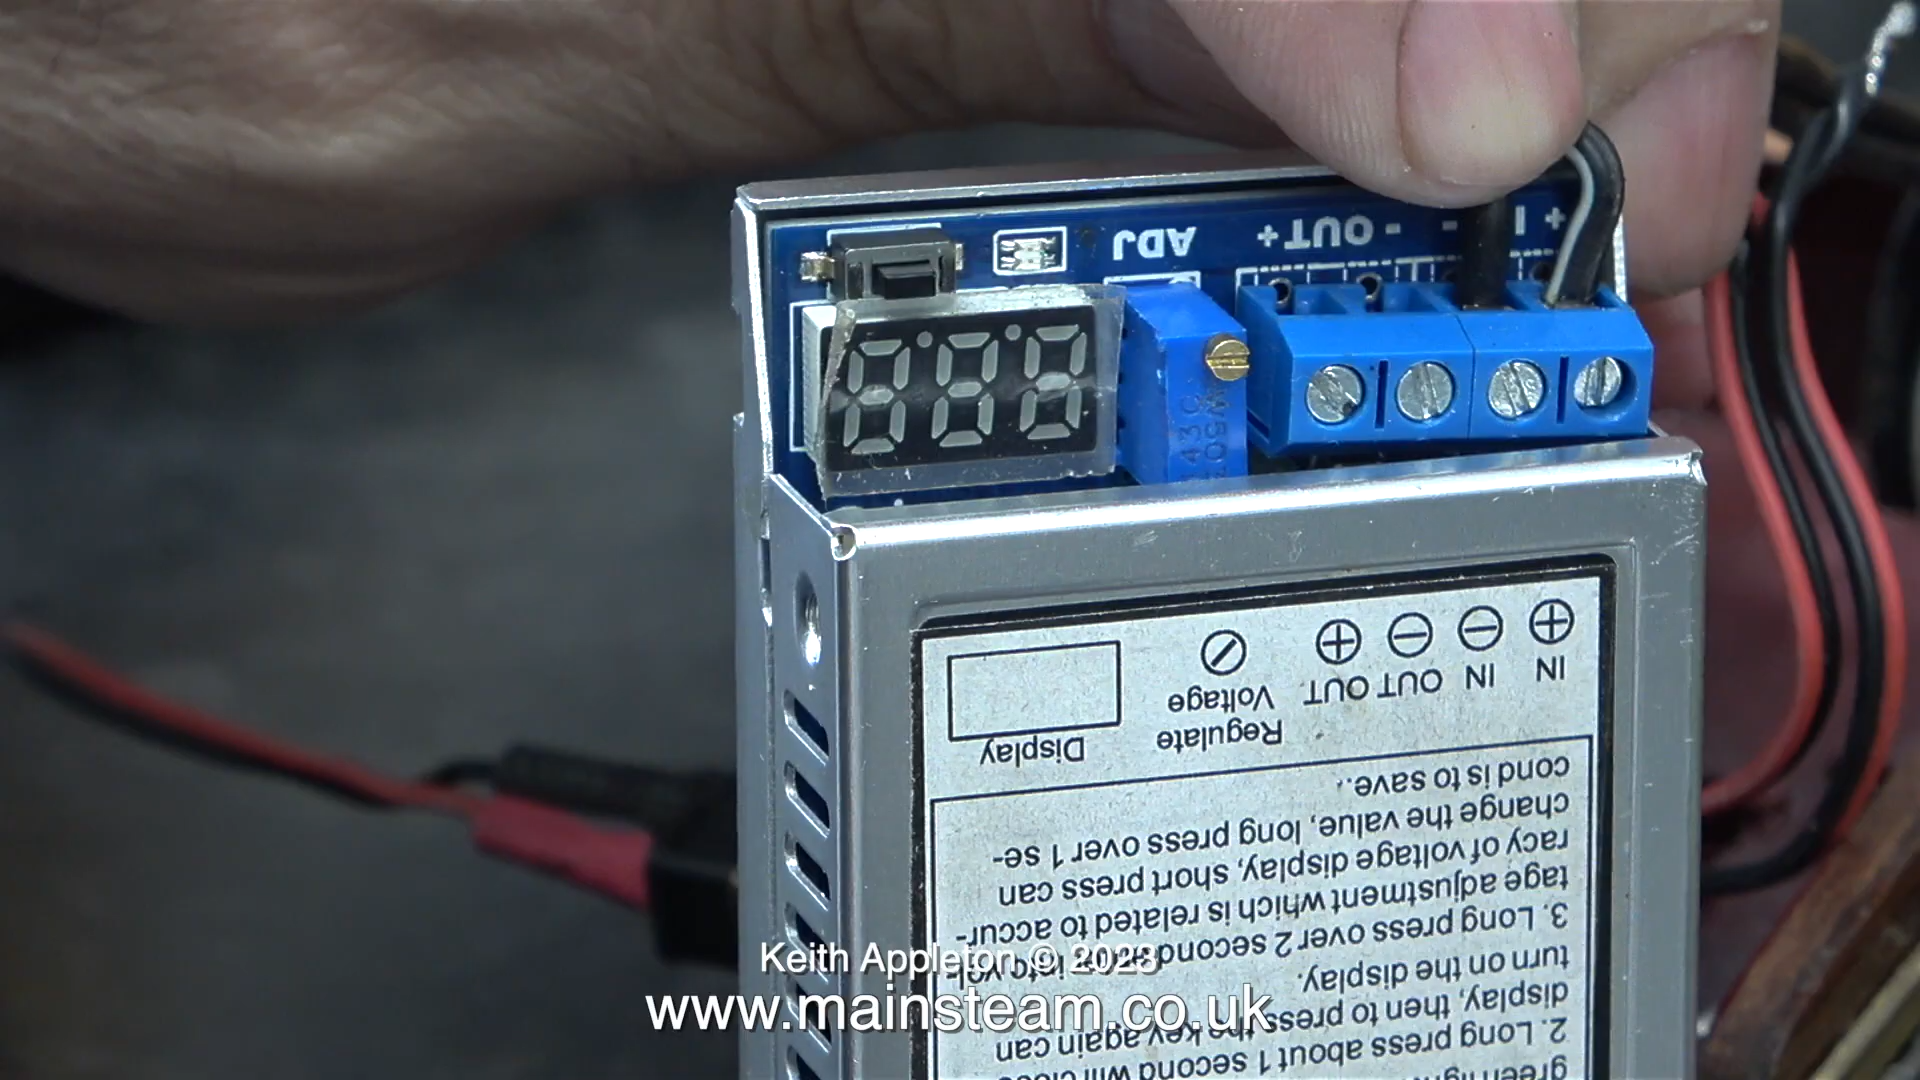 2. Long press about 1 second will
display, then to press the key again can
turn on the display.
3. Long press over 2 second into vol-
tage adjustment which is related to accur-
racy of voltage display, short press can
change the value, long press over 1 se-
cond is to save..
IN IN OUT OUT
Regulate
Voltage
Display
+ I - - OUT +
ADJ
Keith Appleton © 2023
www.mainsteam.co.uk